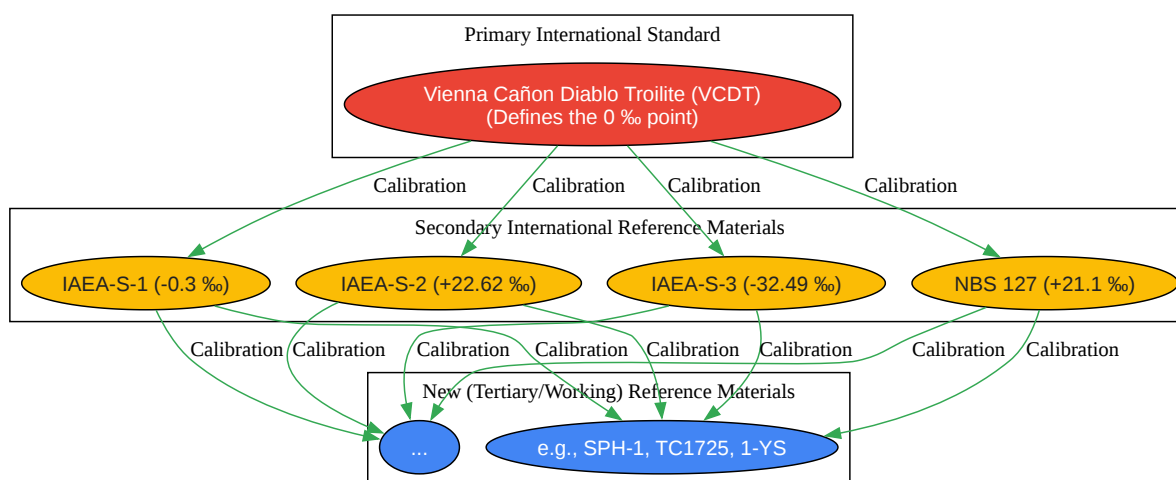 Primary International Standard
Vienna Cañon Diablo Troilite (VCDT)
(Defines the 0 ‰ point)
Calibration
Calibration
Calibration
Calibration
Secondary International Reference Materials
IAEA-S-1 (-0.3 ‰)
IAEA-S-2 (+22.62 ‰)
IAEA-S-3 (-32.49 ‰)
NBS 127 (+21.1 ‰)
Calibration
Calibration
Calibration
Calibration
Calibration
Calibration
Calibration
Calibration
New (Tertiary/Working) Reference Materials
...
e.g., SPH-1, TC1725, 1-YS